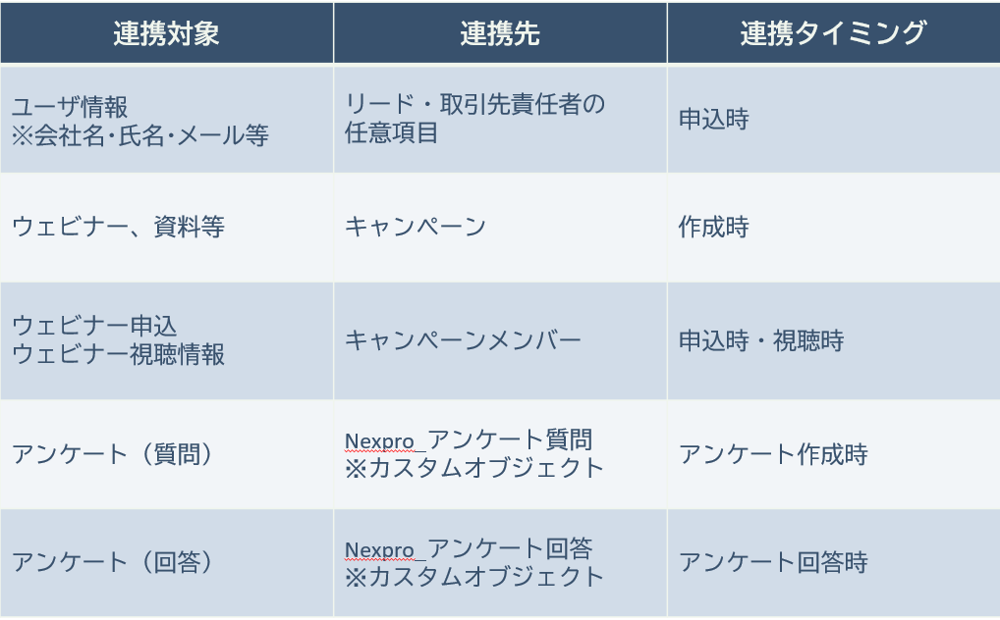 連携対象
連携先
連携タイミング
ユーザ情報
※会社名･氏名･メール等
リード・取引先責任者の
任意項目
申込時
ウェビナー、資料等
キャンペーン
作成時
ウェビナー申込
ウェビナー視聴情報
キャンペーンメンバー
申込時・視聴時
アンケート（質問）
Nexpro_アンケート質問
※カスタムオブジェクト
アンケート作成時
アンケート（回答）
Nexpro_アンケート回答
※カスタムオブジェクト
アンケート回答時